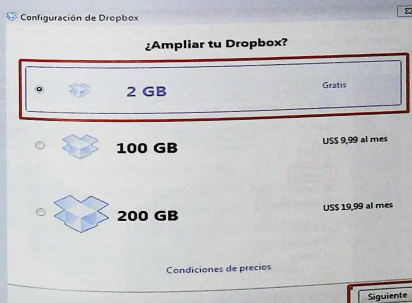 Configuración de Dropbox
¿Ampliar tu Dropbox?
2 GB
Gratis
100 GB
US$ 9,99 al mes
200 GB
US$ 19,99 al mes
Condiciones de precios
Siguiente